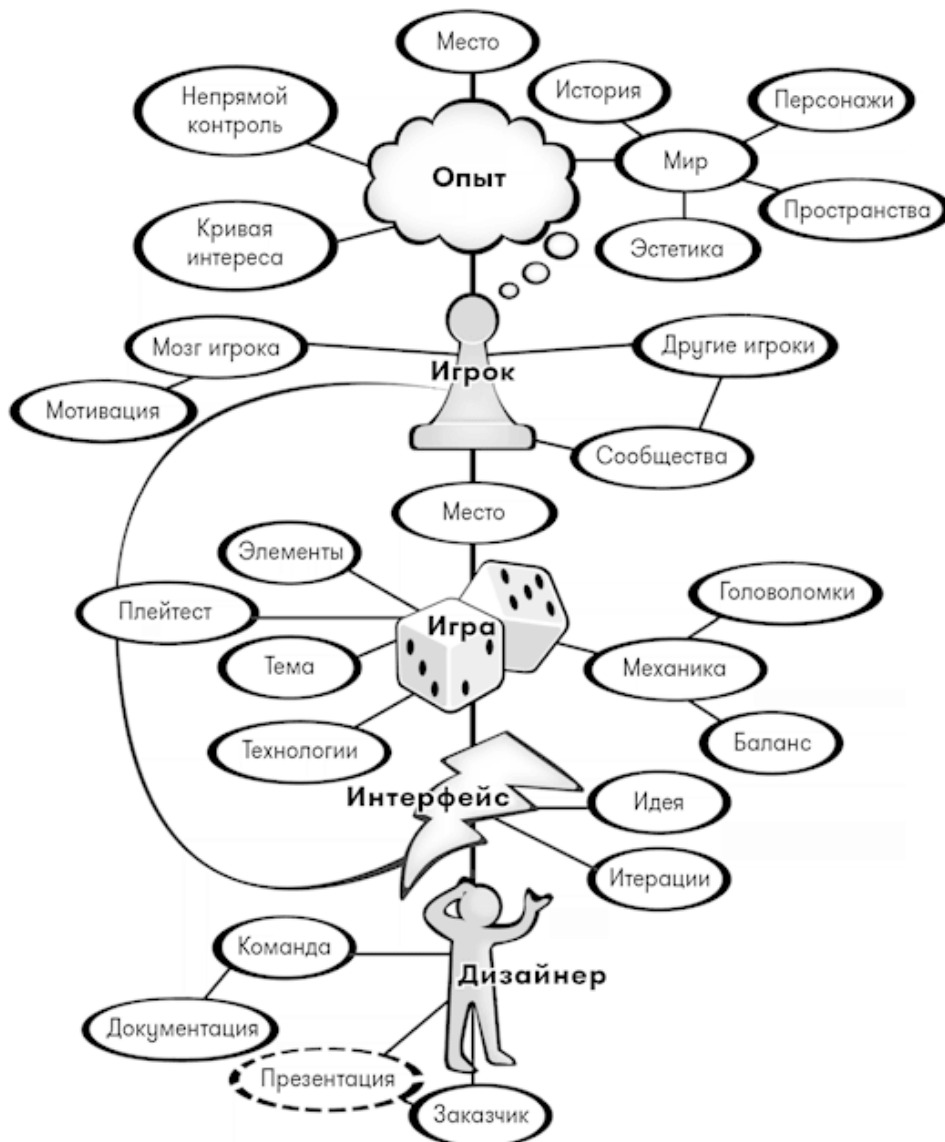 Место
Непрямой
контроль
История
Персонажи
Мир
Опыт
Пространства
Кривая
интереса
Эстетика
Мозг игрока
Другие игроки
Игрок
Мотивация
Сообщества
Место
Элементы
Головоломки
Плейтест
Игра
Тема
Механика
Технологии
Баланс
Интерфейс
Идея
Итерации
Команда
Дизайнер
Документация
Презентация
Заказчик